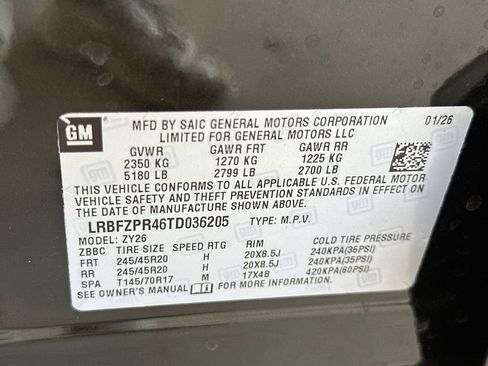 GM
MFD BY SAIC GENERAL MOTORS CORPORATION 01/26
LIMITED FOR GENERAL MOTORS LLC
GVWR GAWR FRT GAWR RR
2350 KG 1270 KG 1225 KG
5180 LB 2799 LB 2700 LB
THIS VEHICLE CONFORMS TO ALL APPLICABLE U.S. FEDERAL MOTOR
VEHICLE SAFETY AND THEFT PREVENTION STANDARDS IN EFFECT ON
THE DATE OF MANUFACTURE SHOWN ABOVE.
LRBFZPR46TD036205 TYPE: M.P.V.
MODEL: ZY26
ZBBC TIRE SIZE SPEED RTG RIM COLD TIRE PRESSURE
FRT 245/45R20 H 20X8.5J 240KPA(35PSI)
RR 245/45R20 H 20X8.5J 240KPA(35PSI)
SPA T145/70R17 M 17X4B 420KPA(60PSI)
SEE OWNER'S MANUAL FOR MORE INFORMATION